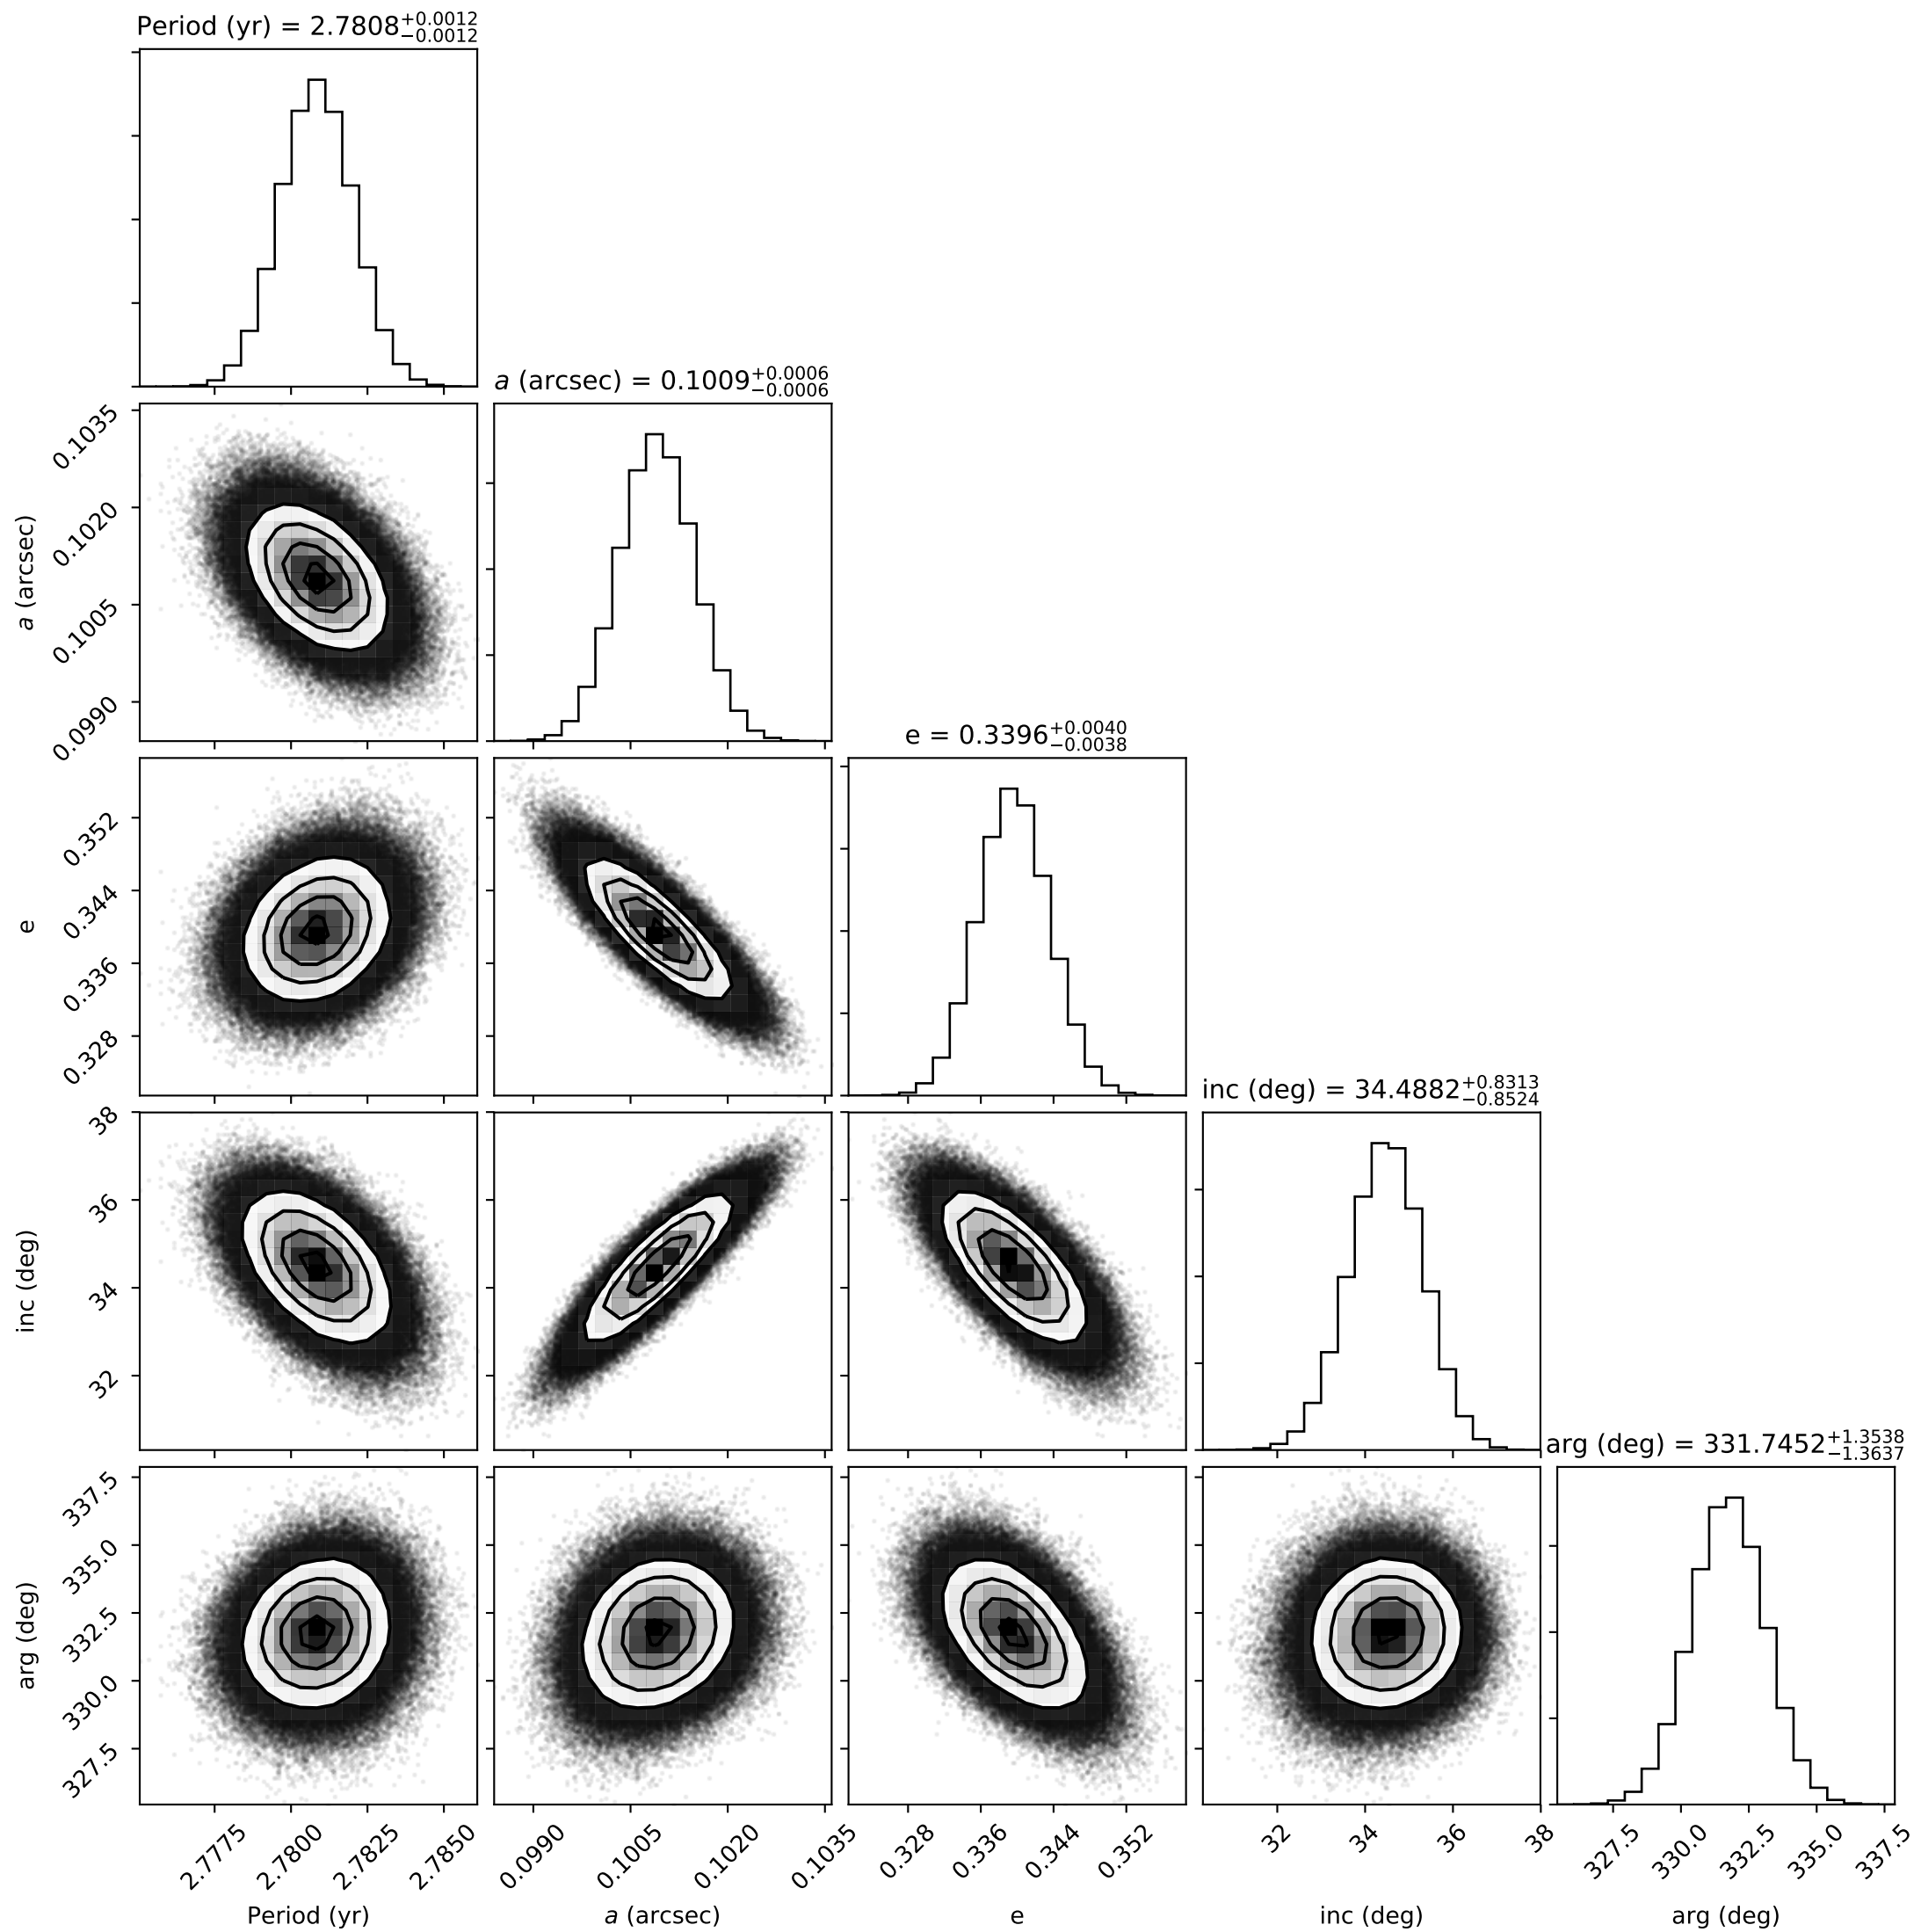 Period (yr) = 2.7808+0.0012−0.0012
a (arcsec) = 0.1009+0.0006−0.0006
0.1035
0.1020
0.1005
0.0990
a (arcsec)
e = 0.3396+0.0040−0.0038
0.352
0.344
0.336
0.328
e
inc (deg) = 34.4882+0.8313−0.8524
38
36
34
32
inc (deg)
arg (deg) = 331.7452+1.3538−1.3637
337.5
335.0
332.5
330.0
327.5
arg (deg)
2.7775 2.7800 2.7825 2.7850 0.0990 0.1005 0.1020 0.1035 0.328 0.336 0.344 0.352 32 34 36 38 327.5 330.0 332.5 335.0 337.5
Period (yr) a (arcsec) e inc (deg) arg (deg)